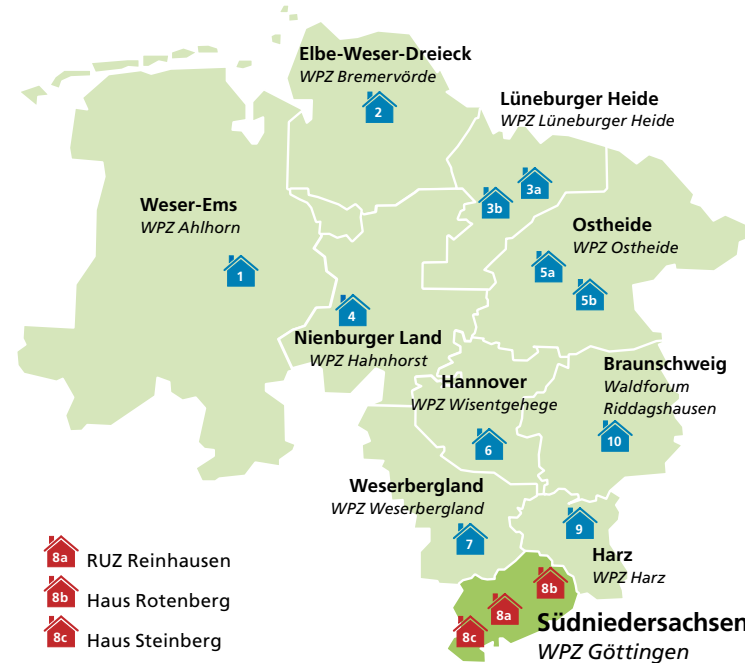 Elbe-Weser-Dreieck
WPZ Bremervörde
2
Lüneburger Heide
WPZ Lüneburger Heide
3a
3b
Weser-Ems
WPZ Ahlhorn
1
Ostheide
WPZ Ostheide
5a
5b
4
Nienburger Land
WPZ Hahnhorst
Hannover
WPZ Wisentgehege
6
Braunschweig
Waldforum
Riddagshausen
10
Weserbergland
WPZ Weserbergland
7
9
Harz
WPZ Harz
8b
8a
8c
Südniedersachsen
WPZ Göttingen
8a RUZ Reinhausen
8b Haus Rotenberg
8c Haus Steinberg